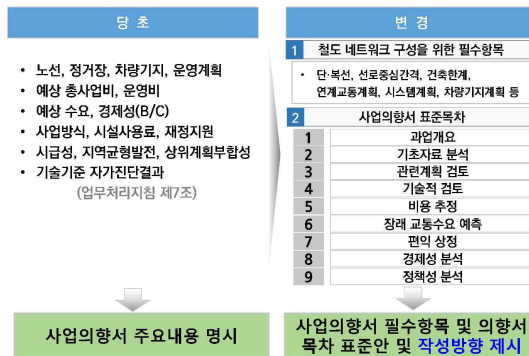 당 초
• 노선, 정거장, 차량기지, 운영계획
• 예상 총사업비, 운영비
• 예상 수요, 경제성(B/C)
• 사업방식, 시설사용료, 재정지원
• 시급성, 지역균형발전, 상위계획부합성
• 기술기준 자가진단결과
(업무처리지침 제7조)
사업의향서 주요내용 명시
변 경
1 철도 네트워크 구성을 위한 필수항목
• 단·복선, 선로중심간격, 건축한계,
연계교통계획, 시스템계획, 차량기지계획 등
2 사업의향서 표준목차
1 과업개요
2 기초자료 분석
3 관련계획 검토
4 기술적 검토
5 비용 추정
6 장래 교통수요 예측
7 편익 상정
8 경제성 분석
9 정책성 분석
사업의향서 필수항목 및 의향서
목차 표준안 및 작성방향 제시